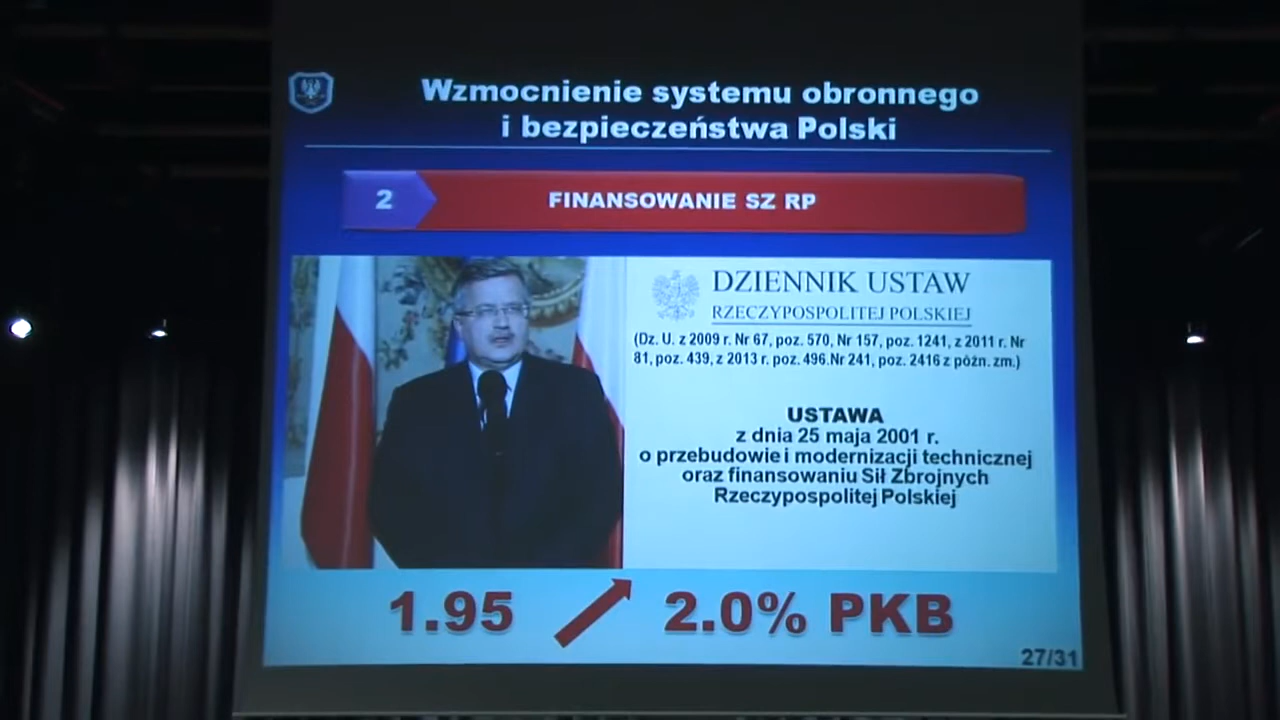 Wzmocnienie systemu obronnego
i bezpieczeństwa Polski
2
FINANSOWANIE SZ RP
DZIENNIK USTAW
RZECZYPOSPOLITEJ POLSKIEJ
(Dz. U. z 2009 r. Nr 67, poz. 570, Nr 157, poz. 1241, z 2011 r. Nr
81, poz. 439, z 2013 r. poz. 496.Nr 241, poz. 2416 z póżn. zm.)
USTAWA
z dnia 25 maja 2001 r.
o przebudowie i modernizacji technicznej
oraz finansowaniu Sił Zbrojnych
Rzeczypospolitej Polskiej
1.95
2.0% PKB
27/31